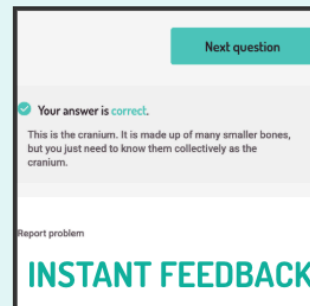 Next question
Your answer is correct.
This is the cranium. It is made up of many smaller bones,
but you just need to know them collectively as the
cranium.
Report problem
INSTANT FEEDBACK